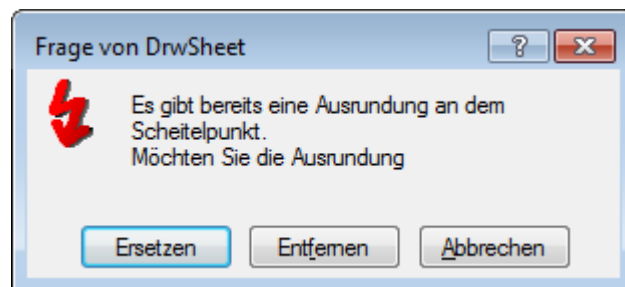 Frage von DrwSheet
Es gibt bereits eine Ausrundung an dem
Scheitelpunkt.
Möchten Sie die Ausrundung
Ersetzen Entfernen Abbrechen